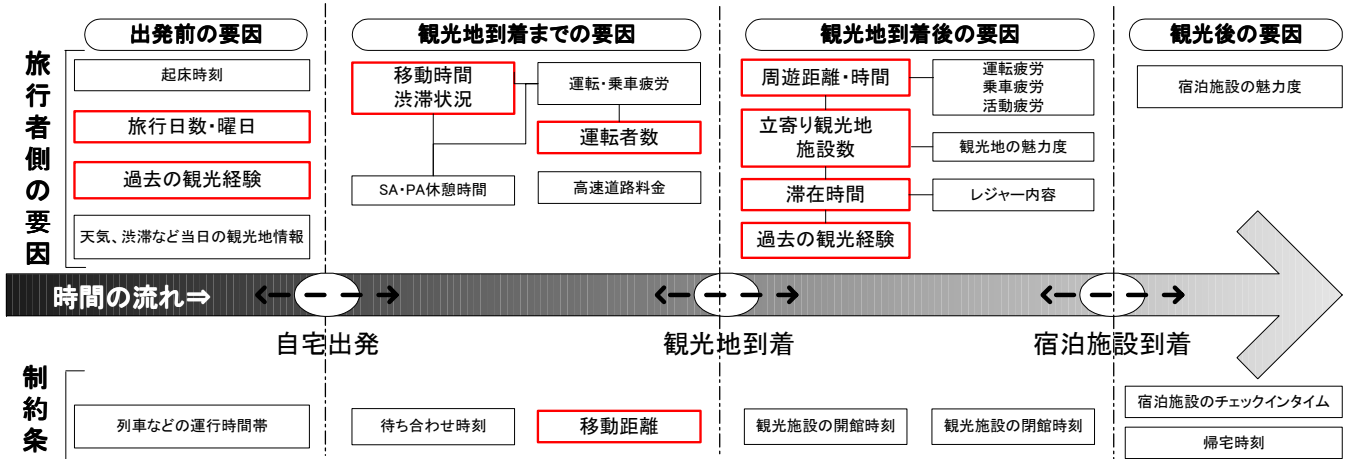 出発前の要因
観光地到着までの要因
観光地到着後の要因
観光後の要因
旅行者側の要因
起床時刻
旅行日数・曜日
過去の観光経験
天気、渋滞など当日の観光地情報
移動時間
渋滞状況
運転・乗車疲労
運転者数
SA・PA休憩時間
高速道路料金
周遊距離・時間
運転疲労
乗車疲労
活動疲労
立寄り観光地
施設数
観光地の魅力度
滞在時間
レジャー内容
過去の観光経験
宿泊施設の魅力度
時間の流れ⇒
自宅出発
観光地到着
宿泊施設到着
制約条
列車などの運行時間帯
待ち合わせ時刻
移動距離
観光施設の開館時刻
観光施設の閉館時刻
宿泊施設のチェックインタイム
帰宅時刻